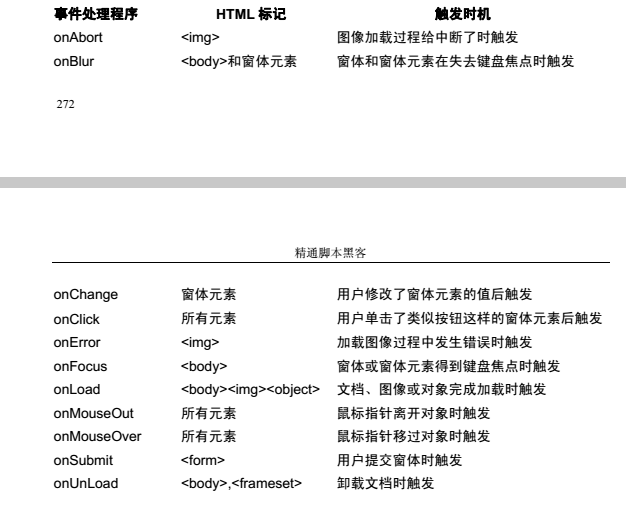 事件处理程序 HTML 标记 触发时机
onAbort <img> 图像加载过程给中断了时触发
onBlur <body>和窗体元素 窗体和窗体元素在失去键盘焦点时触发
272
精通脚本黑客
onChange 窗体元素 用户修改了窗体元素的值后触发
onClick 所有元素 用户单击了类似按钮这样的窗体元素后触发
onError <img> 加载图像过程中发生错误时触发
onFocus <body> 窗体或窗体元素得到键盘焦点时触发
onLoad <body><img><object> 文档、图像或对象完成加载时触发
onMouseOut 所有元素 鼠标指针离开对象时触发
onMouseOver 所有元素 鼠标指针移过对象时触发
onSubmit <form> 用户提交窗体时触发
onUnLoad <body>,<frameset> 卸载文档时触发